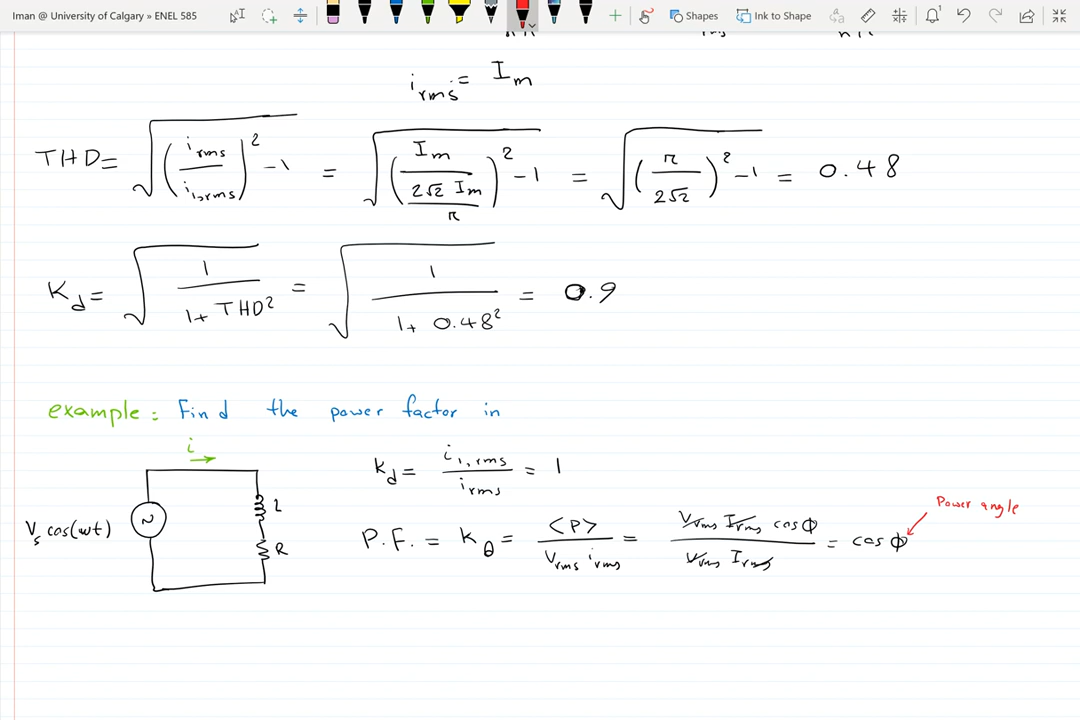 Iman @ University of Calgary » ENEL 585
Shapes
Ink to Shape
i_rms = I_m
THD = √((i_rms / i_1,rms)² - 1) = √((I_m / (2√2 I_m / π))² - 1) = √((π / 2√2)² - 1) = 0.48
K_d = √(1 / (1 + THD²)) = √(1 / (1 + 0.48²)) = 0.9
example: Find the power factor in
i
K_d = i_1,rms / i_rms = 1
Power angle
V_s cos(ωt)
L
R
P.F. = K_θ = <P> / (V_rms i_rms) = (V_rms I_rms cos Φ) / (V_rms I_rms) = cos Φ